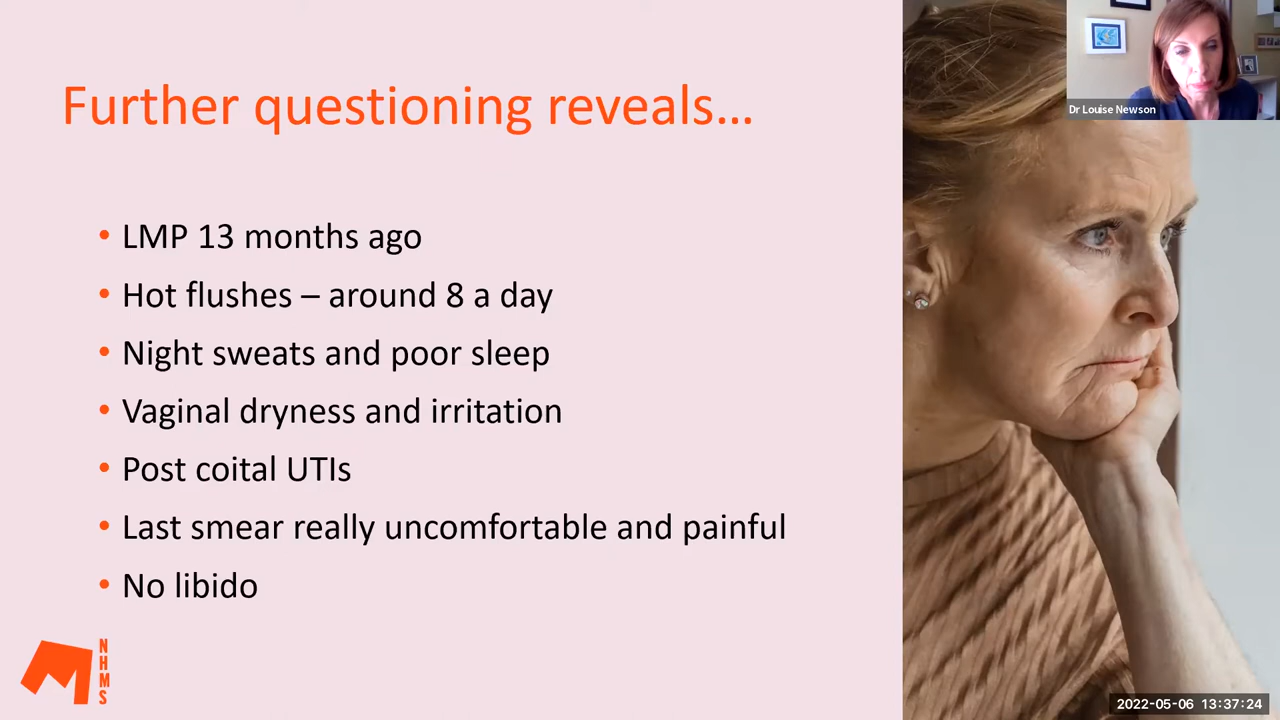 Further questioning reveals...
• LMP 13 months ago
• Hot flushes – around 8 a day
• Night sweats and poor sleep
• Vaginal dryness and irritation
• Post coital UTIs
• Last smear really uncomfortable and painful
• No libido
NHMS
Dr Louise Newson
2022-05-06 13:37:24